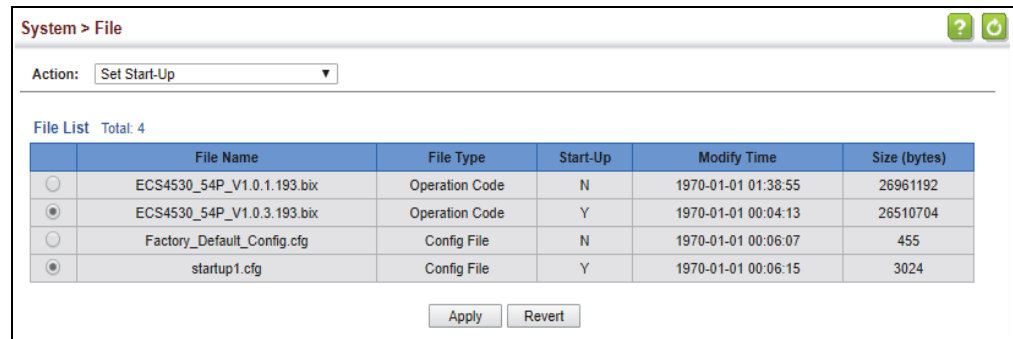 System > File
?
Action: Set Start-Up
File List Total: 4
File Name File Type Start-Up Modify Time Size (bytes)
ECS4530_54P_V1.0.1.193.bix Operation Code N 1970-01-01 01:38:55 26961192
ECS4530_54P_V1.0.3.193.bix Operation Code Y 1970-01-01 00:04:13 26510704
Factory_Default_Config.cfg Config File N 1970-01-01 00:06:07 455
startup1.cfg Config File Y 1970-01-01 00:06:15 3024
Apply Revert